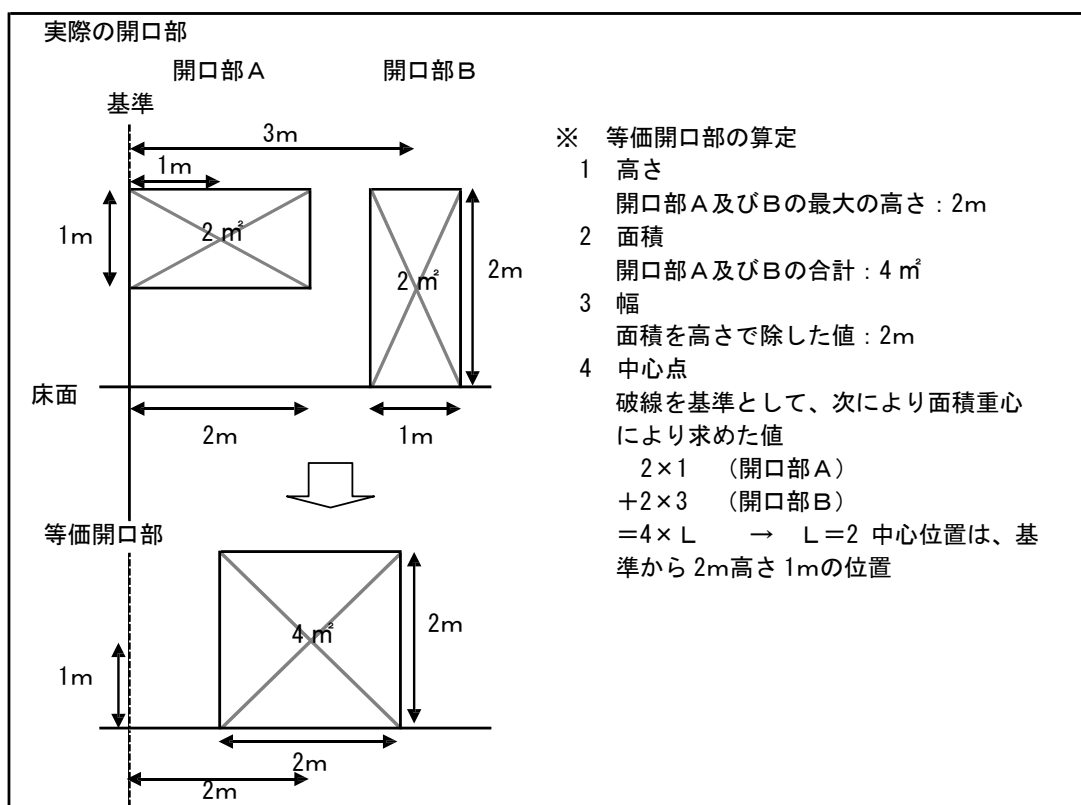 実際の開口部
開口部A 開口部B
基準
3m
1m
1m
2㎡
2㎡
2m
床面
2m
1m
等価開口部
4㎡
2m
1m
2m
2m
※ 等価開口部の算定
1 高さ
開口部A及びBの最大の高さ:2m
2 面積
開口部A及びBの合計:4㎡
3 幅
面積を高さで除した値:2m
4 中心点
破線を基準として、次により面積重心
により求めた値
2×1 (開口部A)
+2×3 (開口部B)
=4×L → L=2 中心位置は、基
準から2m高さ1mの位置